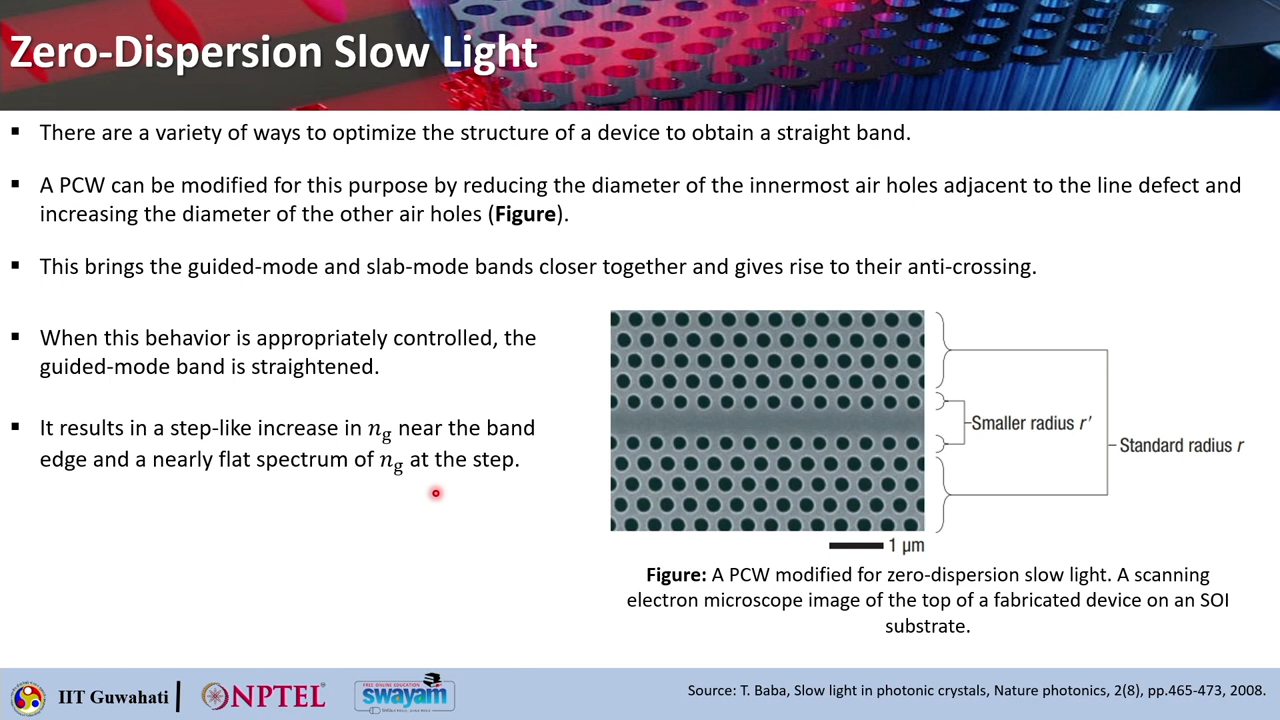 Zero-Dispersion Slow Light
▪ There are a variety of ways to optimize the structure of a device to obtain a straight band.
▪ A PCW can be modified for this purpose by reducing the diameter of the innermost air holes adjacent to the line defect and
increasing the diameter of the other air holes (Figure).
▪ This brings the guided-mode and slab-mode bands closer together and gives rise to their anti-crossing.
▪ When this behavior is appropriately controlled, the
guided-mode band is straightened.
▪ It results in a step-like increase in n_g near the band
edge and a nearly flat spectrum of n_g at the step.
Smaller radius r′
Standard radius r
1 μm
Figure: A PCW modified for zero-dispersion slow light. A scanning
electron microscope image of the top of a fabricated device on an SOI
substrate.
IIT Guwahati
NPTEL
FREE ONLINE EDUCATION
swayam
Source: T. Baba, Slow light in photonic crystals, Nature photonics, 2(8), pp.465-473, 2008.